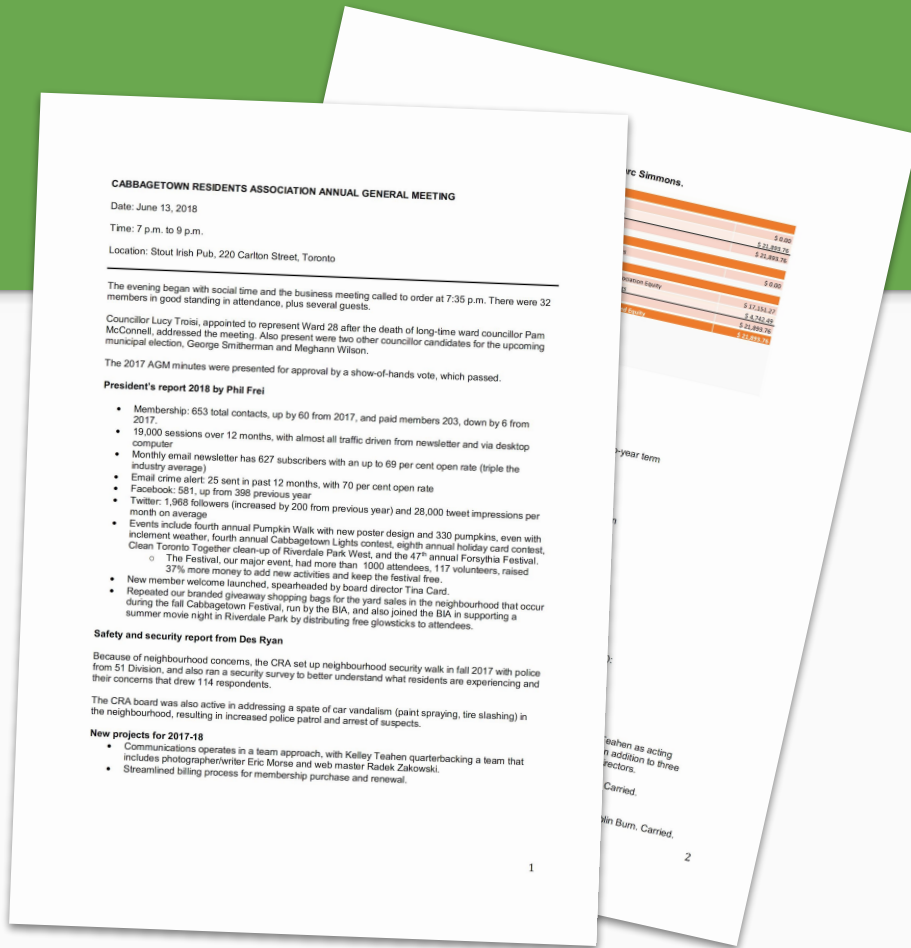 CABBAGETOWN RESIDENTS ASSOCIATION ANNUAL GENERAL MEETING
Date: June 13, 2018
Time: 7 p.m. to 9 p.m.
Location: Stout Irish Pub, 220 Carlton Street, Toronto
The evening began with social time and the business meeting called to order at 7:35 p.m. There were 32
members in good standing in attendance, plus several guests.
Councillor Lucy Troisi, appointed to represent Ward 28 after the death of long-time ward councillor Pam
McConnell, addressed the meeting. Also present were two other councillor candidates for the upcoming
municipal election, George Smitherman and Meghann Wilson.
The 2017 AGM minutes were presented for approval by a show-of-hands vote, which passed.
President's report 2018 by Phil Frei
• Membership: 653 total contacts, up by 60 from 2017, and paid members 203, down by 6 from
2017.
• 19,000 sessions over 12 months, with almost all traffic driven from newsletter and via desktop
computer
• Monthly email newsletter has 627 subscribers with an up to 69 per cent open rate (triple the
industry average)
• Email crime alert: 25 sent in past 12 months, with 70 per cent open rate
• Facebook: 581, up from 398 previous year
• Twitter: 1,968 followers (increased by 200 from previous year) and 28,000 tweet impressions per
month on average
• Events include fourth annual Pumpkin Walk with new poster design and 330 pumpkins, even with
inclement weather, fourth annual Cabbagetown Lights contest, eighth annual holiday card contest,
Clean Toronto Together clean-up of Riverdale Park West, and the 47th annual Forsythia Festival.
○ The Festival, our major event, had more than 1000 attendees, 117 volunteers, raised
37% more money to add new activities and keep the festival free.
• New member welcome launched, spearheaded by board director Tina Card.
• Repeated our branded giveaway shopping bags for the yard sales in the neighbourhood that occur
during the fall Cabbagetown Festival, run by the BIA, and also joined the BIA in supporting a
summer movie night in Riverdale Park by distributing free glowsticks to attendees.
Safety and security report from Des Ryan
Because of neighbourhood concerns, the CRA set up neighbourhood security walk in fall 2017 with police
from 51 Division, and also ran a security survey to better understand what residents are experiencing and
their concerns that drew 114 respondents.
The CRA board was also active in addressing a spate of car vandalism (paint spraying, tire slashing) in
the neighbourhood, resulting in increased police patrol and arrest of suspects.
New projects for 2017-18
• Communications operates in a team approach, with Kelley Teahen quarterbacking a team that
includes photographer/writer Eric Morse and web master Radek Zakowski.
• Streamlined billing process for membership purchase and renewal.
1
rc Simmons.
$ 0.00
$ 21,893.76
$ 21,893.76
$ 0.00
ociation Equity
$ 17,151.27
$ 4,742.49
$ 21,893.76
d Equity
$ 21,893.76
o-year term
eahen as acting
n addition to three
irectors.
Carried.
olin Burn. Carried.
2